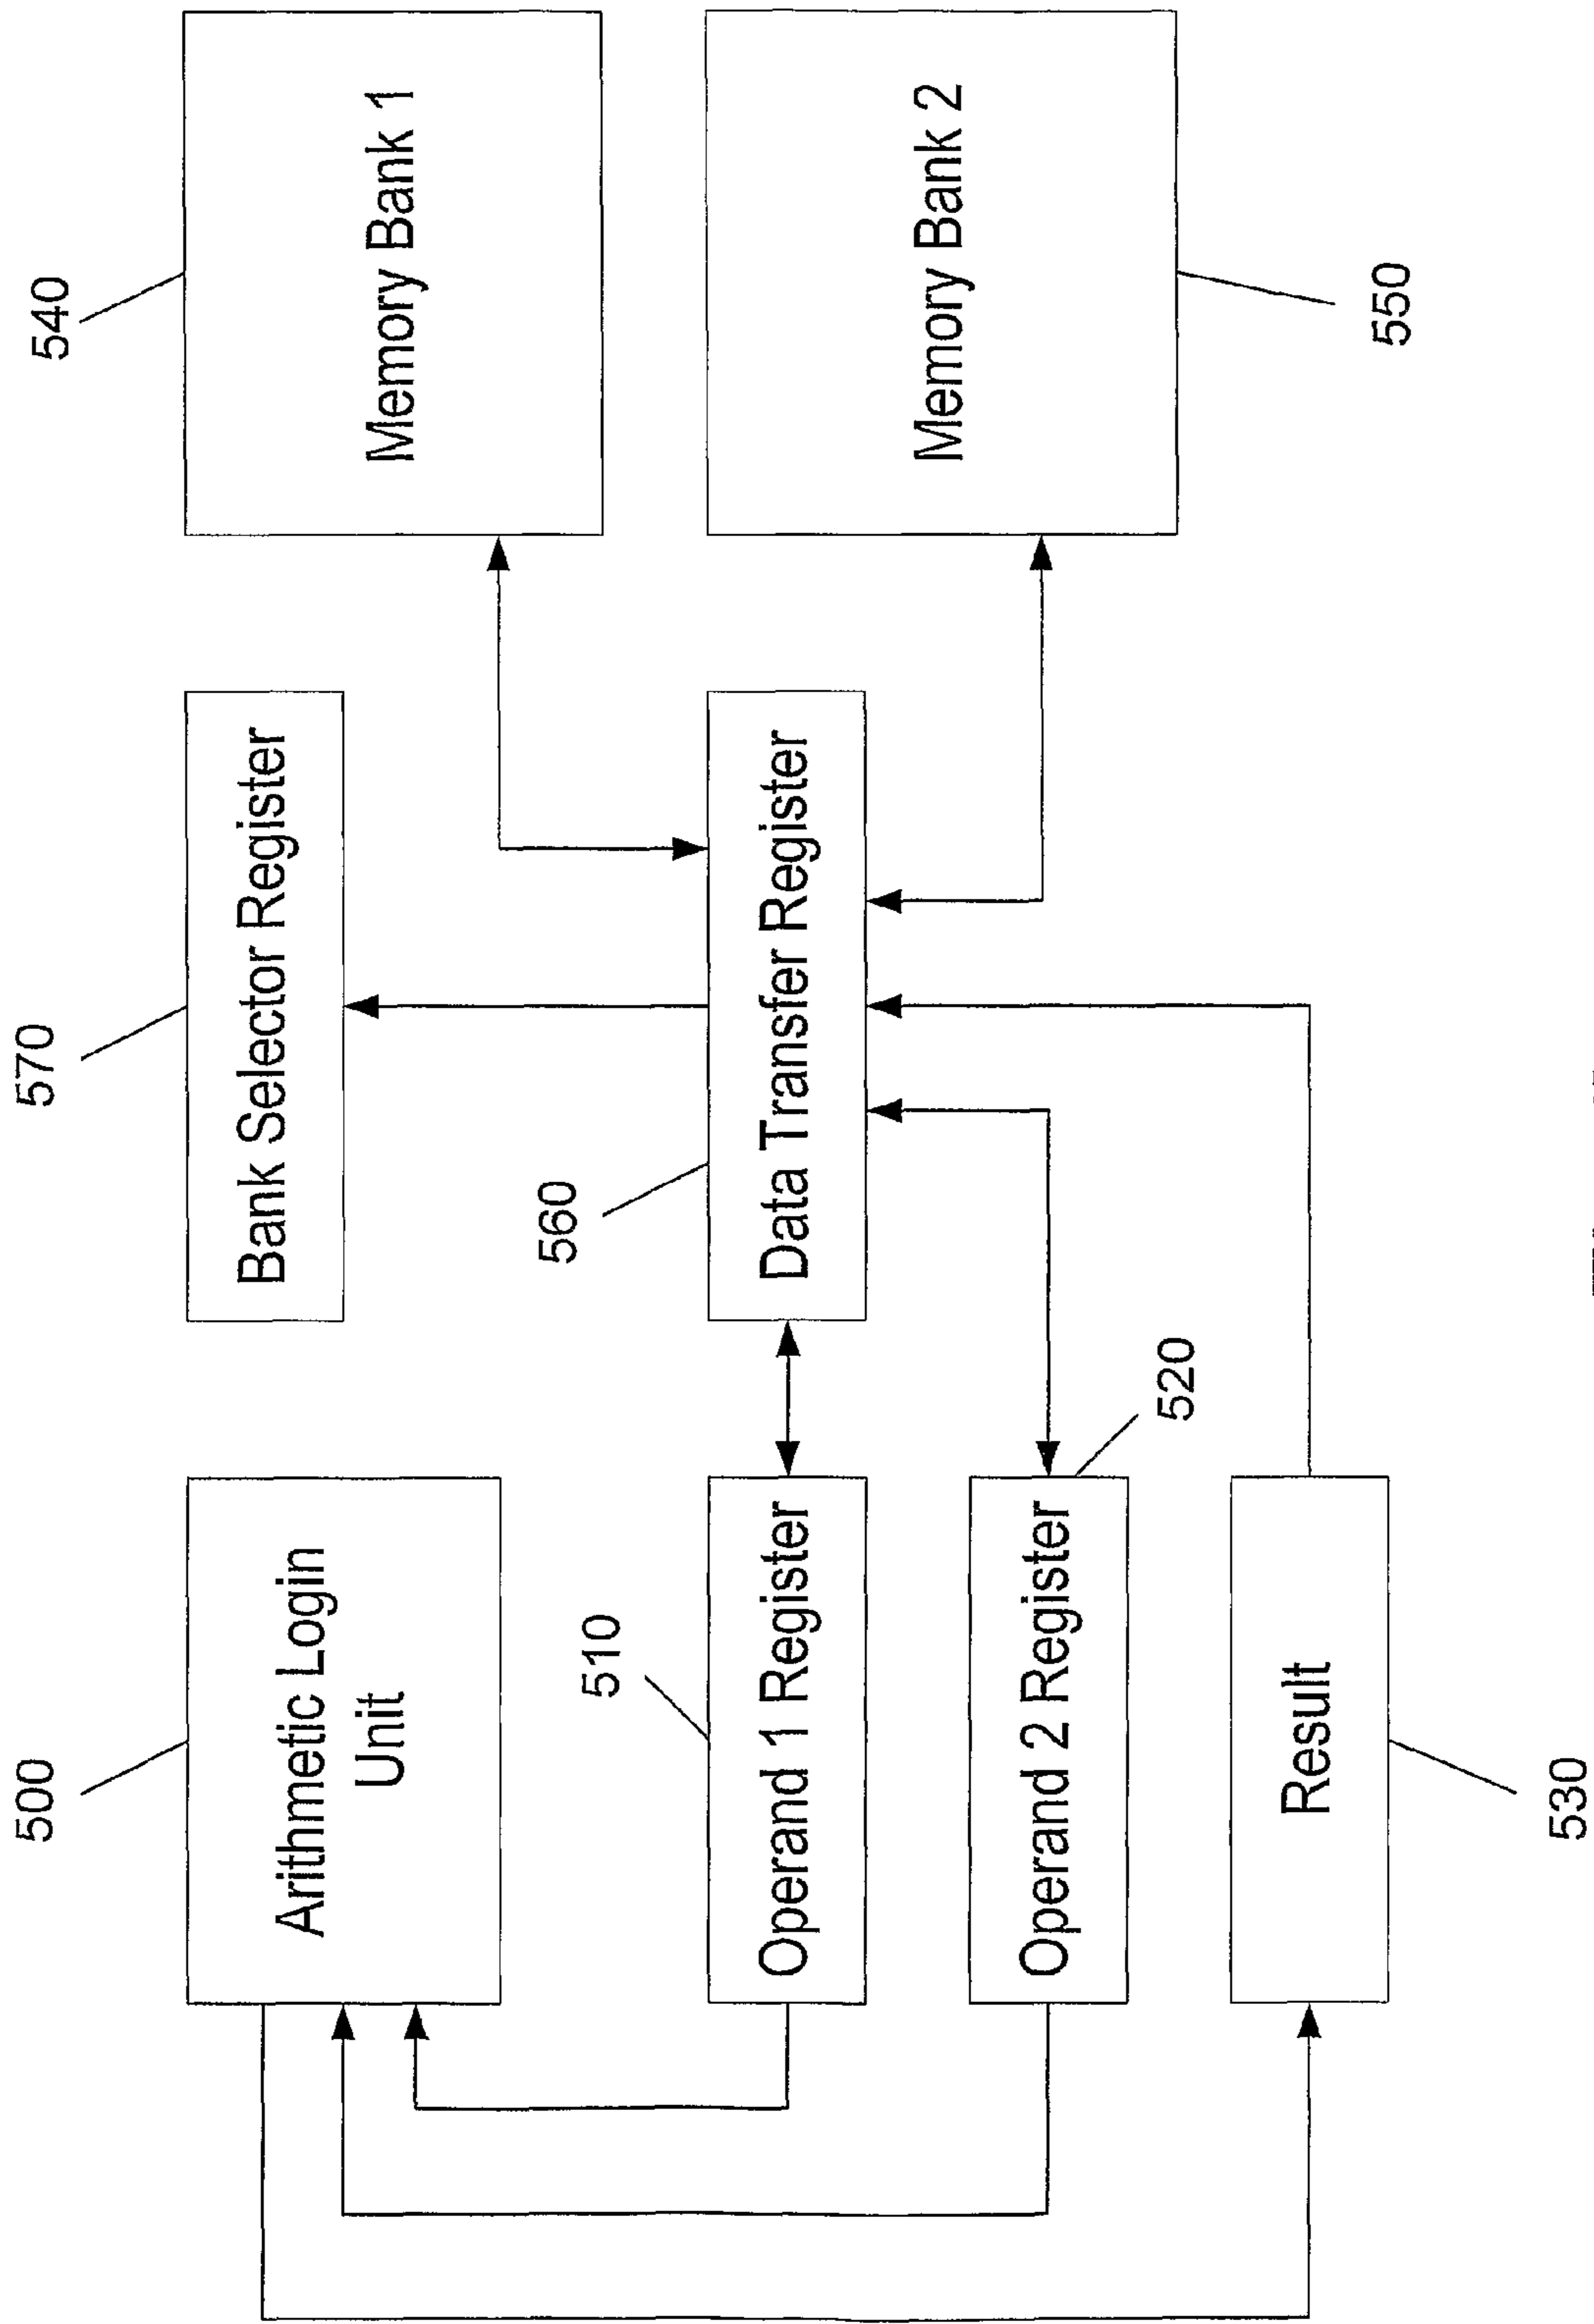 500
Arithmetic Login
Unit
570
Bank Selector Register
540
Memory Bank 1
510
Operand 1 Register
560
Data Transfer Register
Memory Bank 2
550
Operand 2 Register
520
Result
530